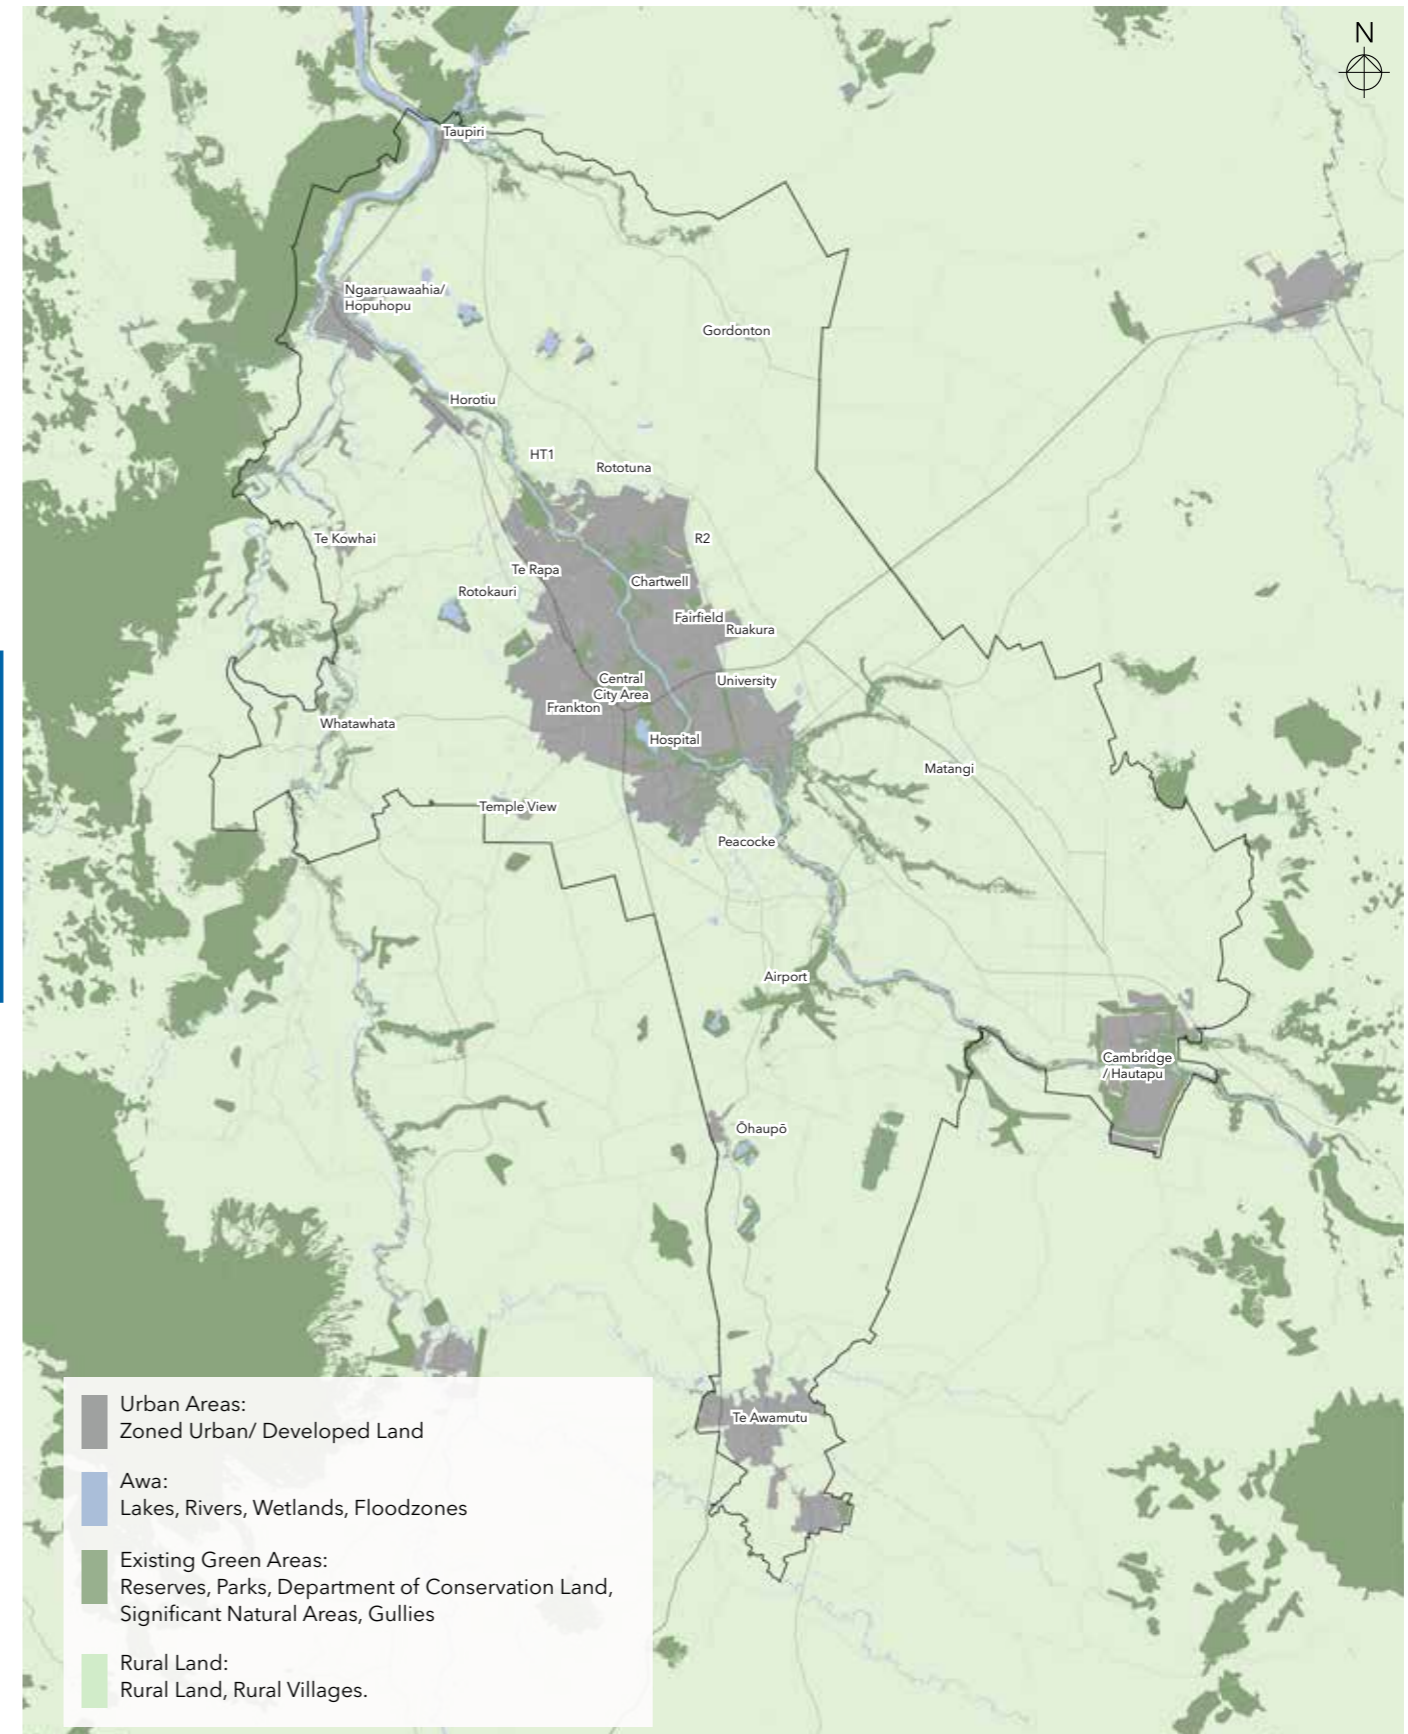 N
Taupiri
Ngaaruawaahia/
Hopuhopu
Gordonton
Horotiu
HT1
Rototuna
Te Kowhai
R2
Te Rapa
Chartwell
Rotokauri
Fairfield
Ruakura
Central
City Area
University
Frankton
Whatawhata
Hospital
Matangi
Temple View
Peacocke
Airport
Cambridge
/ Hautapu
Ōhaupō
Te Awamutu
Urban Areas:
Zoned Urban/ Developed Land
Awa:
Lakes, Rivers, Wetlands, Floodzones
Existing Green Areas:
Reserves, Parks, Department of Conservation Land,
Significant Natural Areas, Gullies
Rural Land:
Rural Land, Rural Villages.